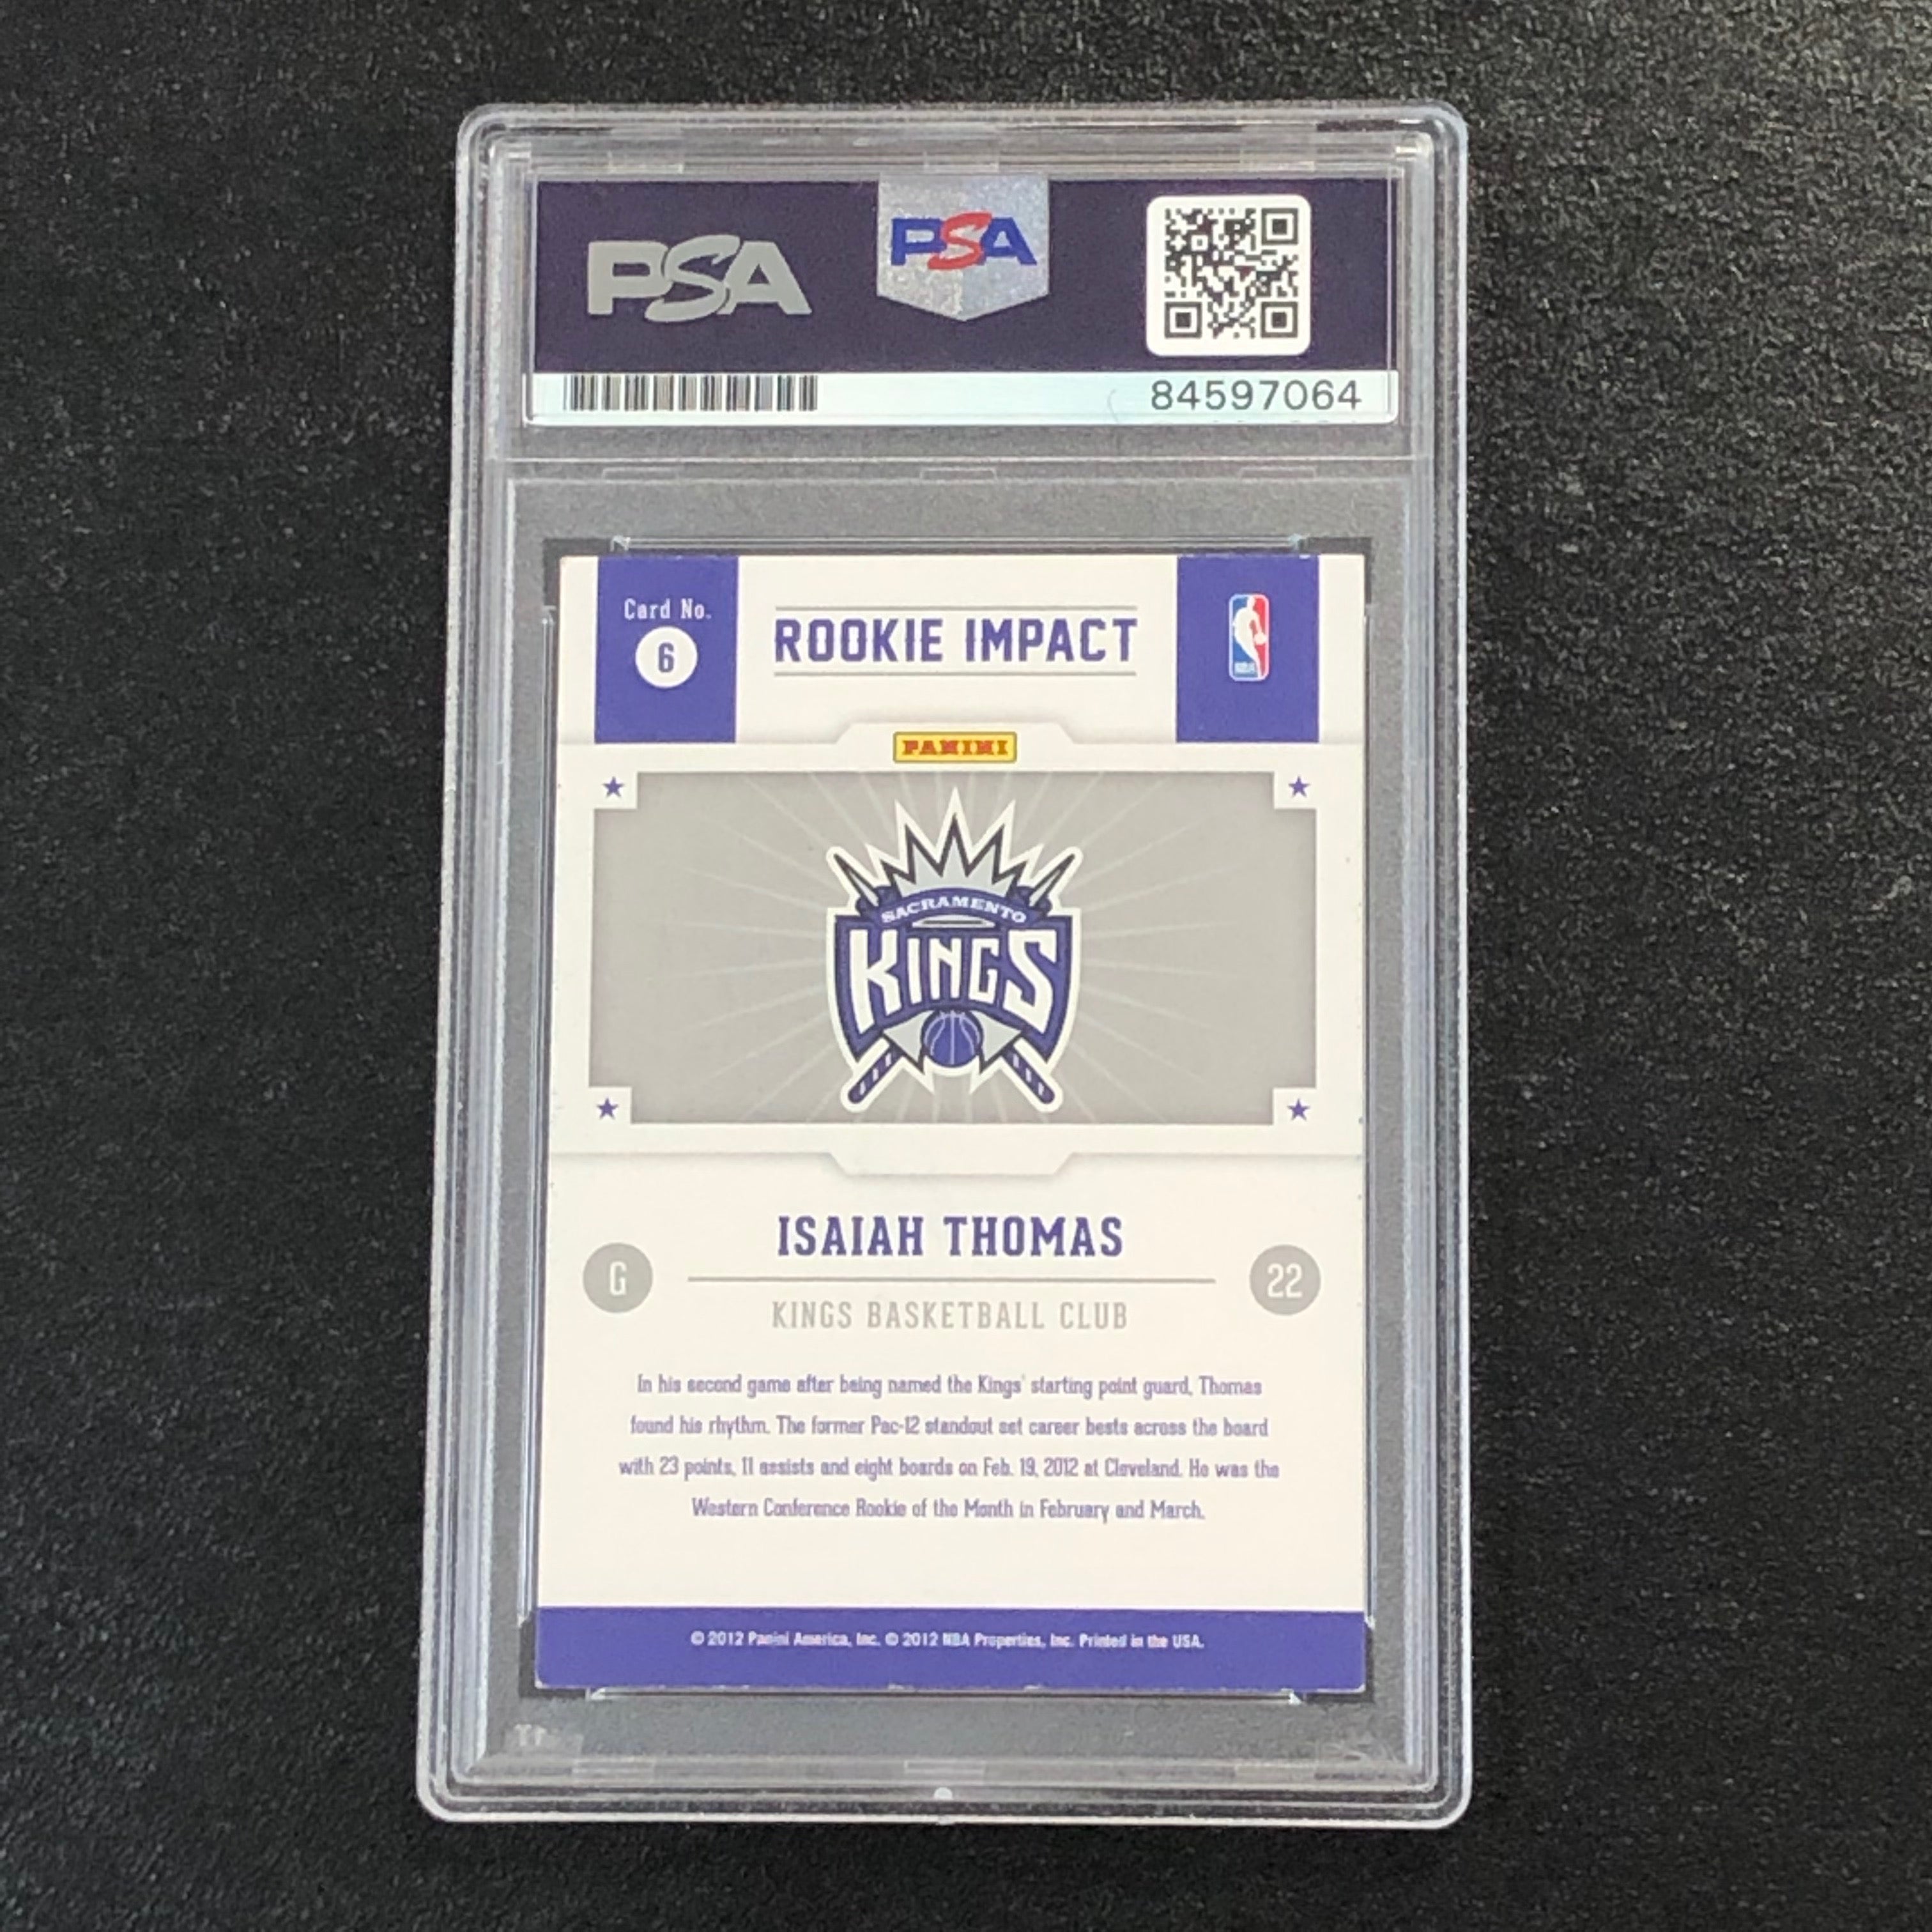 PSA
PSA
84597064
Card No.
6
ROOKIE IMPACT
NBA
PANINI
SACRAMENTO
KINGS
ISAIAH THOMAS
G
22
KINGS BASKETBALL CLUB
In his second game after being named the Kings' starting point guard, Thomas
found his rhythm. The former Pac-12 standout set career bests across the board
with 23 points, 11 assists and eight boards on Feb. 19, 2012 at Cleveland. He was the
Western Conference Rookie of the Month in February and March.
© 2012 Panini America, Inc. © 2012 NBA Properties, Inc. Printed in the USA.